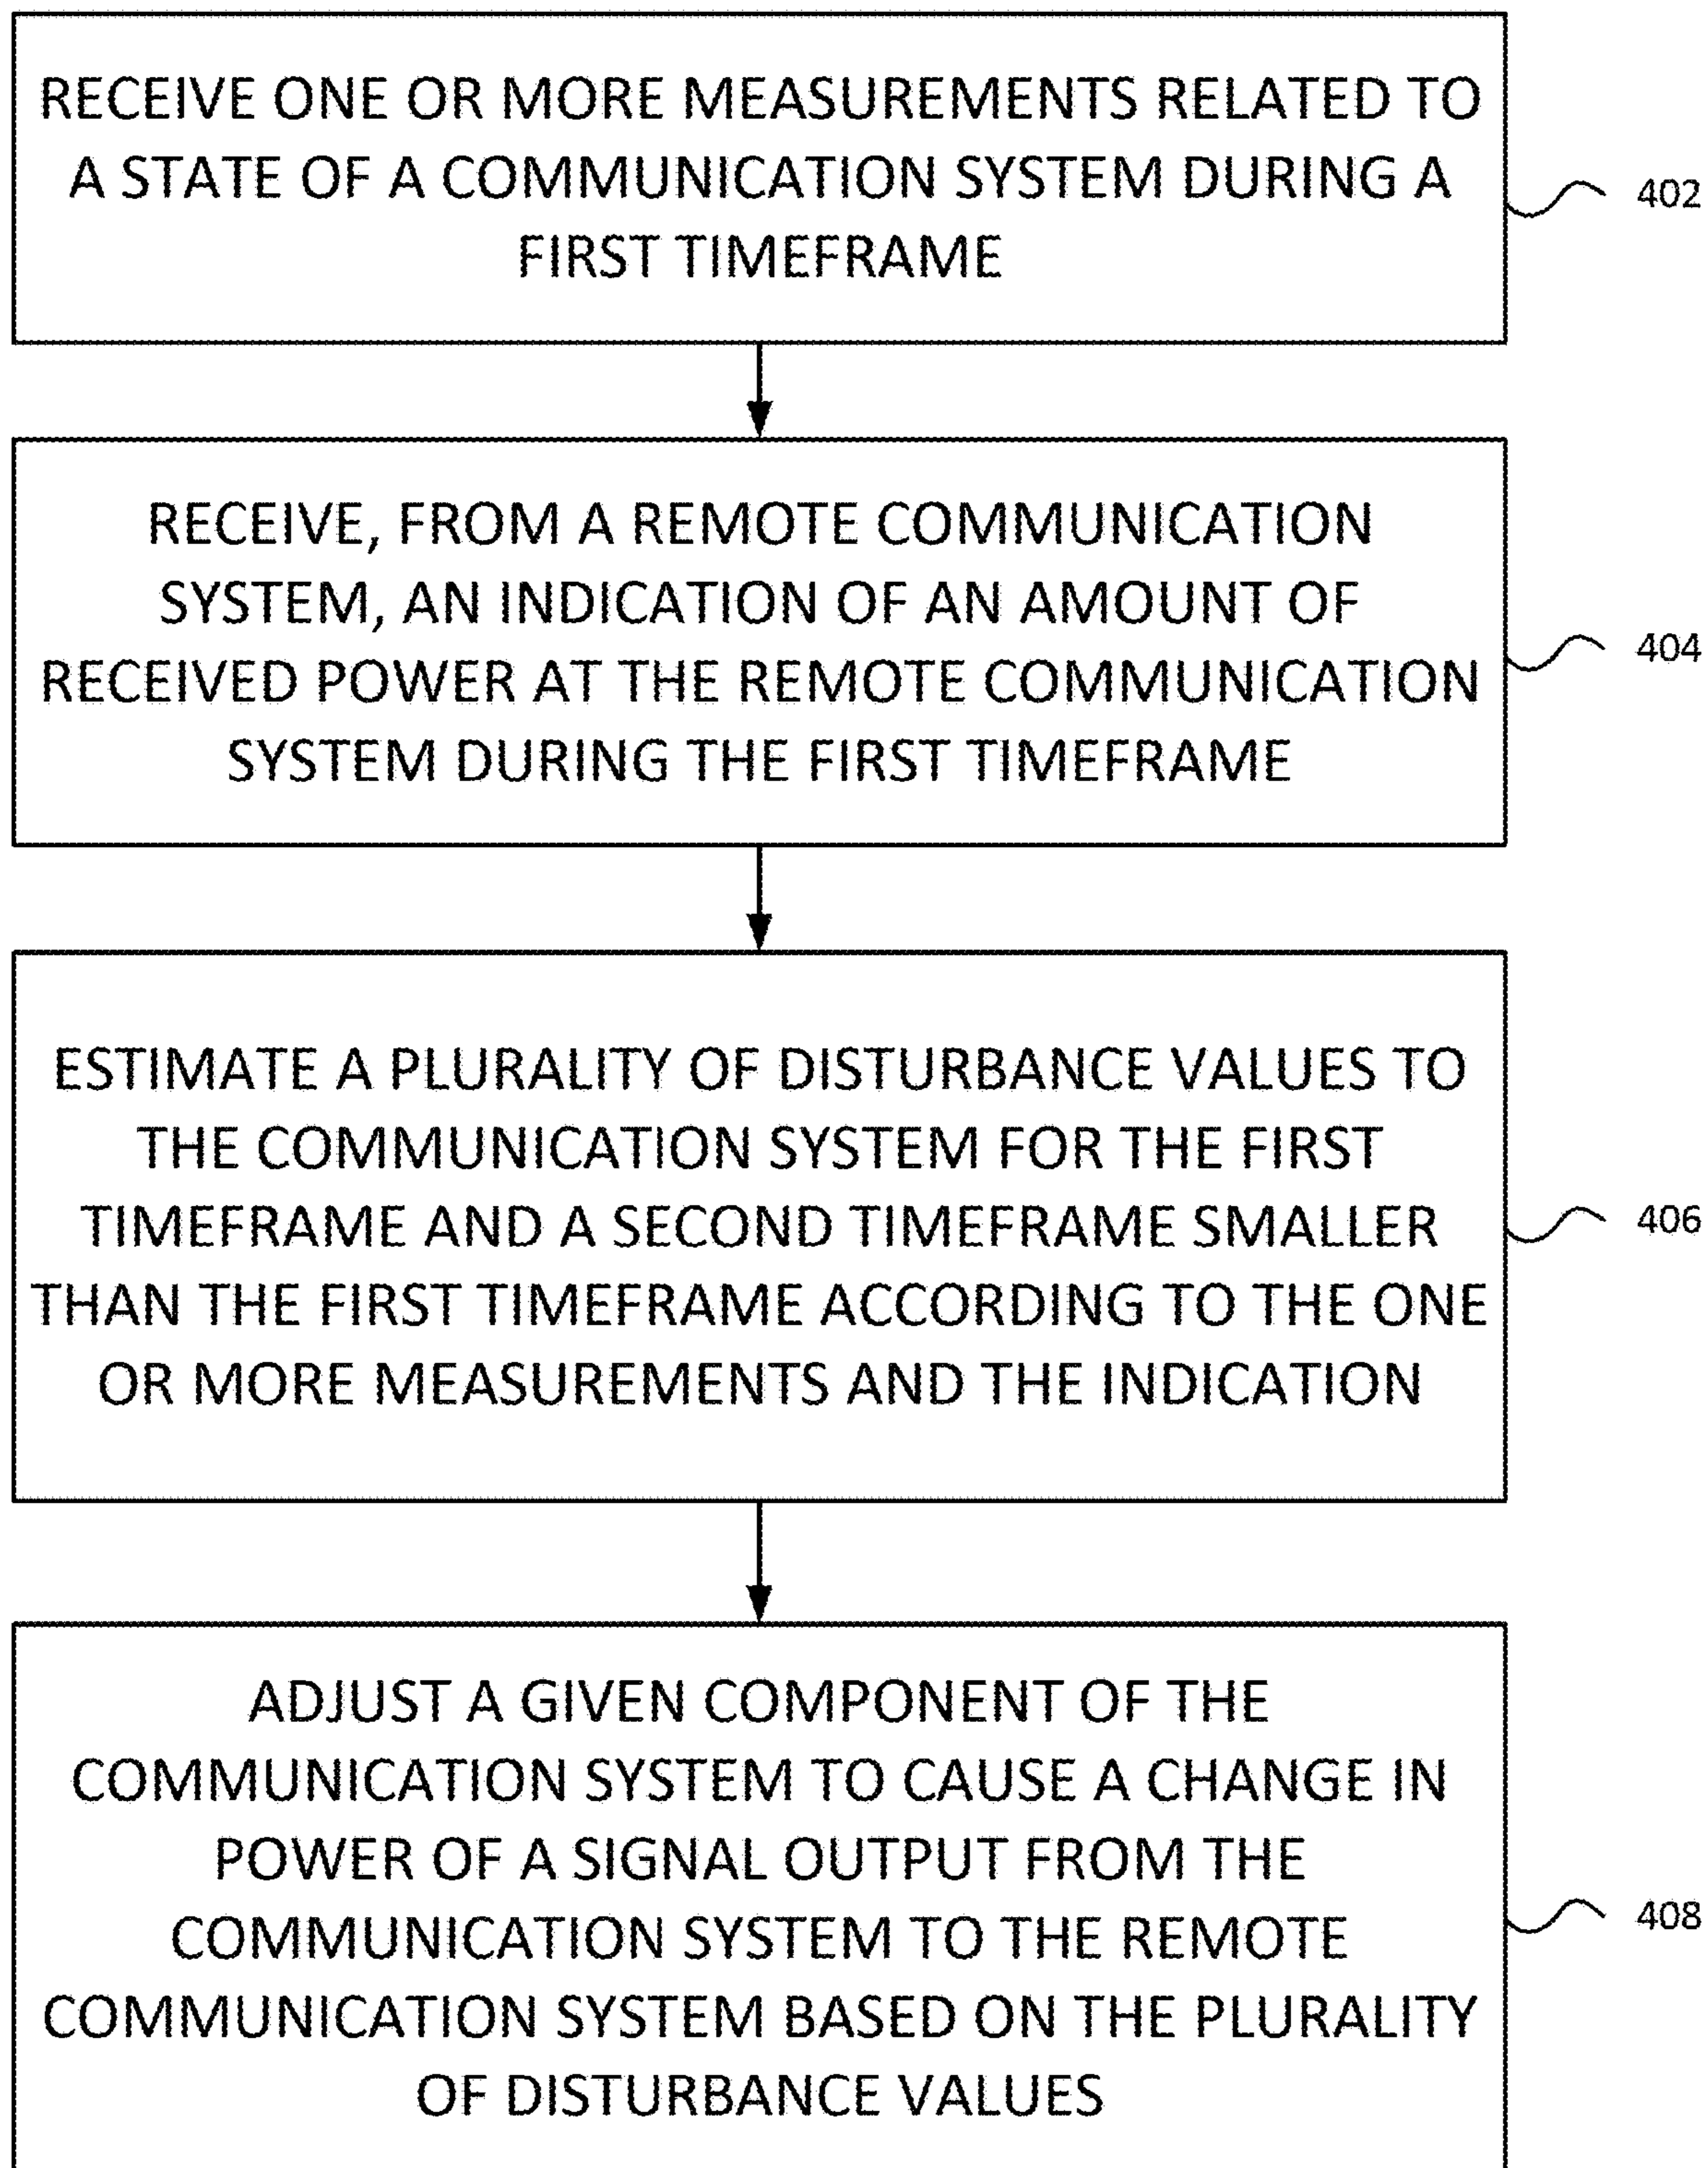 RECEIVE ONE OR MORE MEASUREMENTS RELATED TO
A STATE OF A COMMUNICATION SYSTEM DURING A
FIRST TIMEFRAME
402
RECEIVE, FROM A REMOTE COMMUNICATION
SYSTEM, AN INDICATION OF AN AMOUNT OF
RECEIVED POWER AT THE REMOTE COMMUNICATION
SYSTEM DURING THE FIRST TIMEFRAME
404
ESTIMATE A PLURALITY OF DISTURBANCE VALUES TO
THE COMMUNICATION SYSTEM FOR THE FIRST
TIMEFRAME AND A SECOND TIMEFRAME SMALLER
THAN THE FIRST TIMEFRAME ACCORDING TO THE ONE
OR MORE MEASUREMENTS AND THE INDICATION
406
ADJUST A GIVEN COMPONENT OF THE
COMMUNICATION SYSTEM TO CAUSE A CHANGE IN
POWER OF A SIGNAL OUTPUT FROM THE
COMMUNICATION SYSTEM TO THE REMOTE
COMMUNICATION SYSTEM BASED ON THE PLURALITY
OF DISTURBANCE VALUES
408